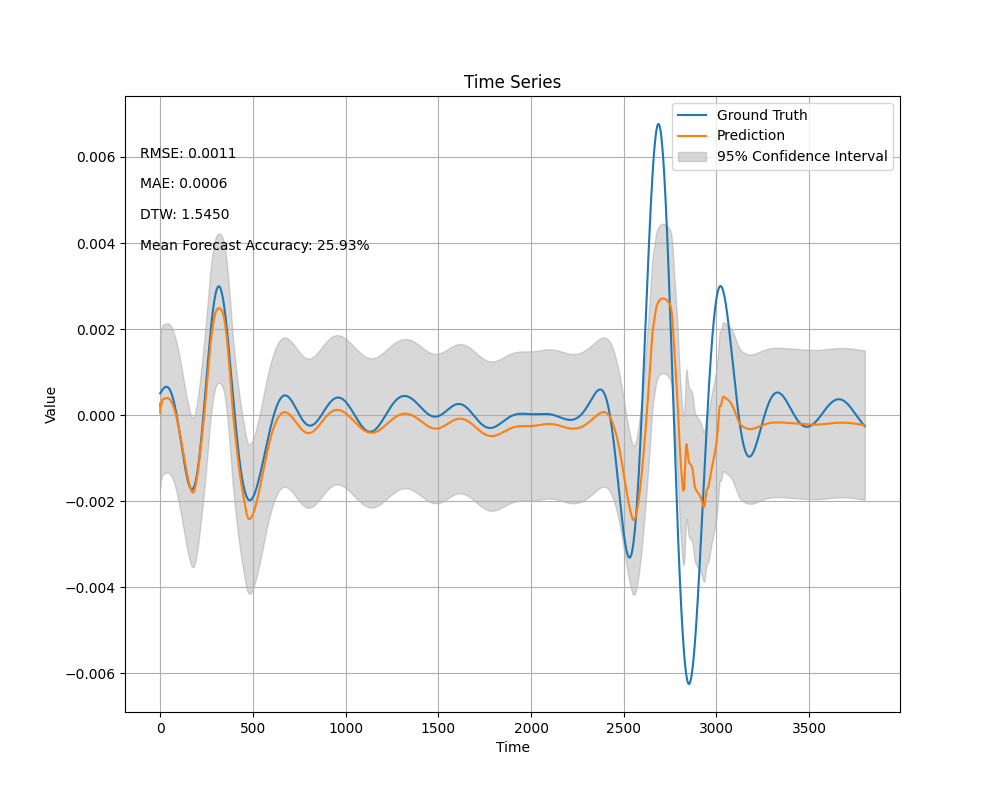 Time Series
Ground Truth
Prediction
95% Confidence Interval
RMSE: 0.0011
MAE: 0.0006
DTW: 1.5450
Mean Forecast Accuracy: 25.93%
Value
0.006
0.004
0.002
0.000
−0.002
−0.004
−0.006
0 500 1000 1500 2000 2500 3000 3500
Time